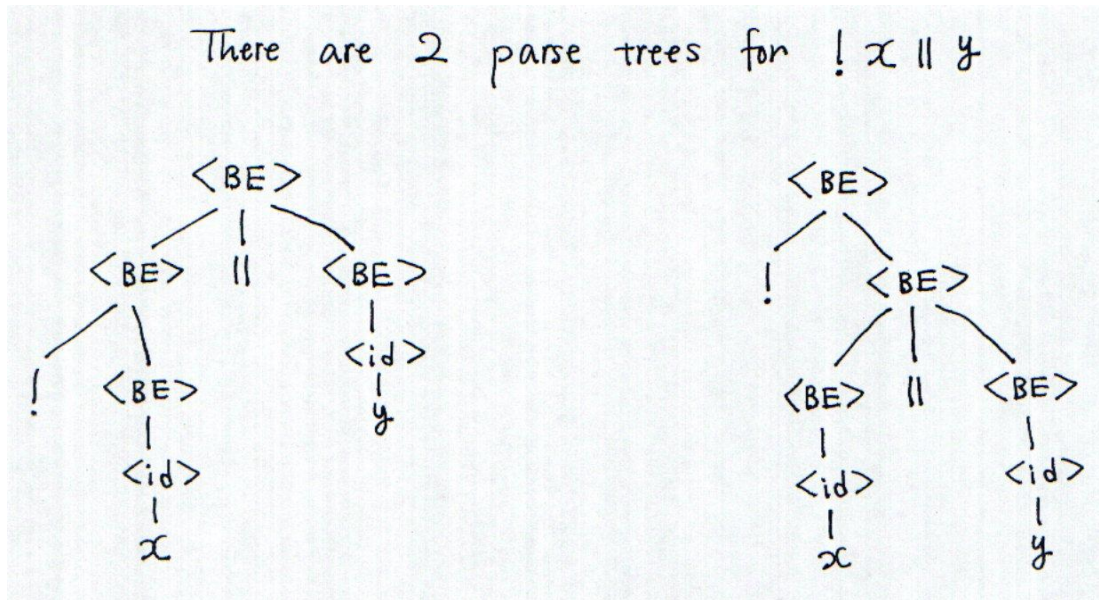 There are 2 parse trees for ! x || y
<BE> <BE>
<BE> || <BE> ! <BE>
<id>
! <BE> y <BE> || <BE>
<id> <id> <id>
x x y